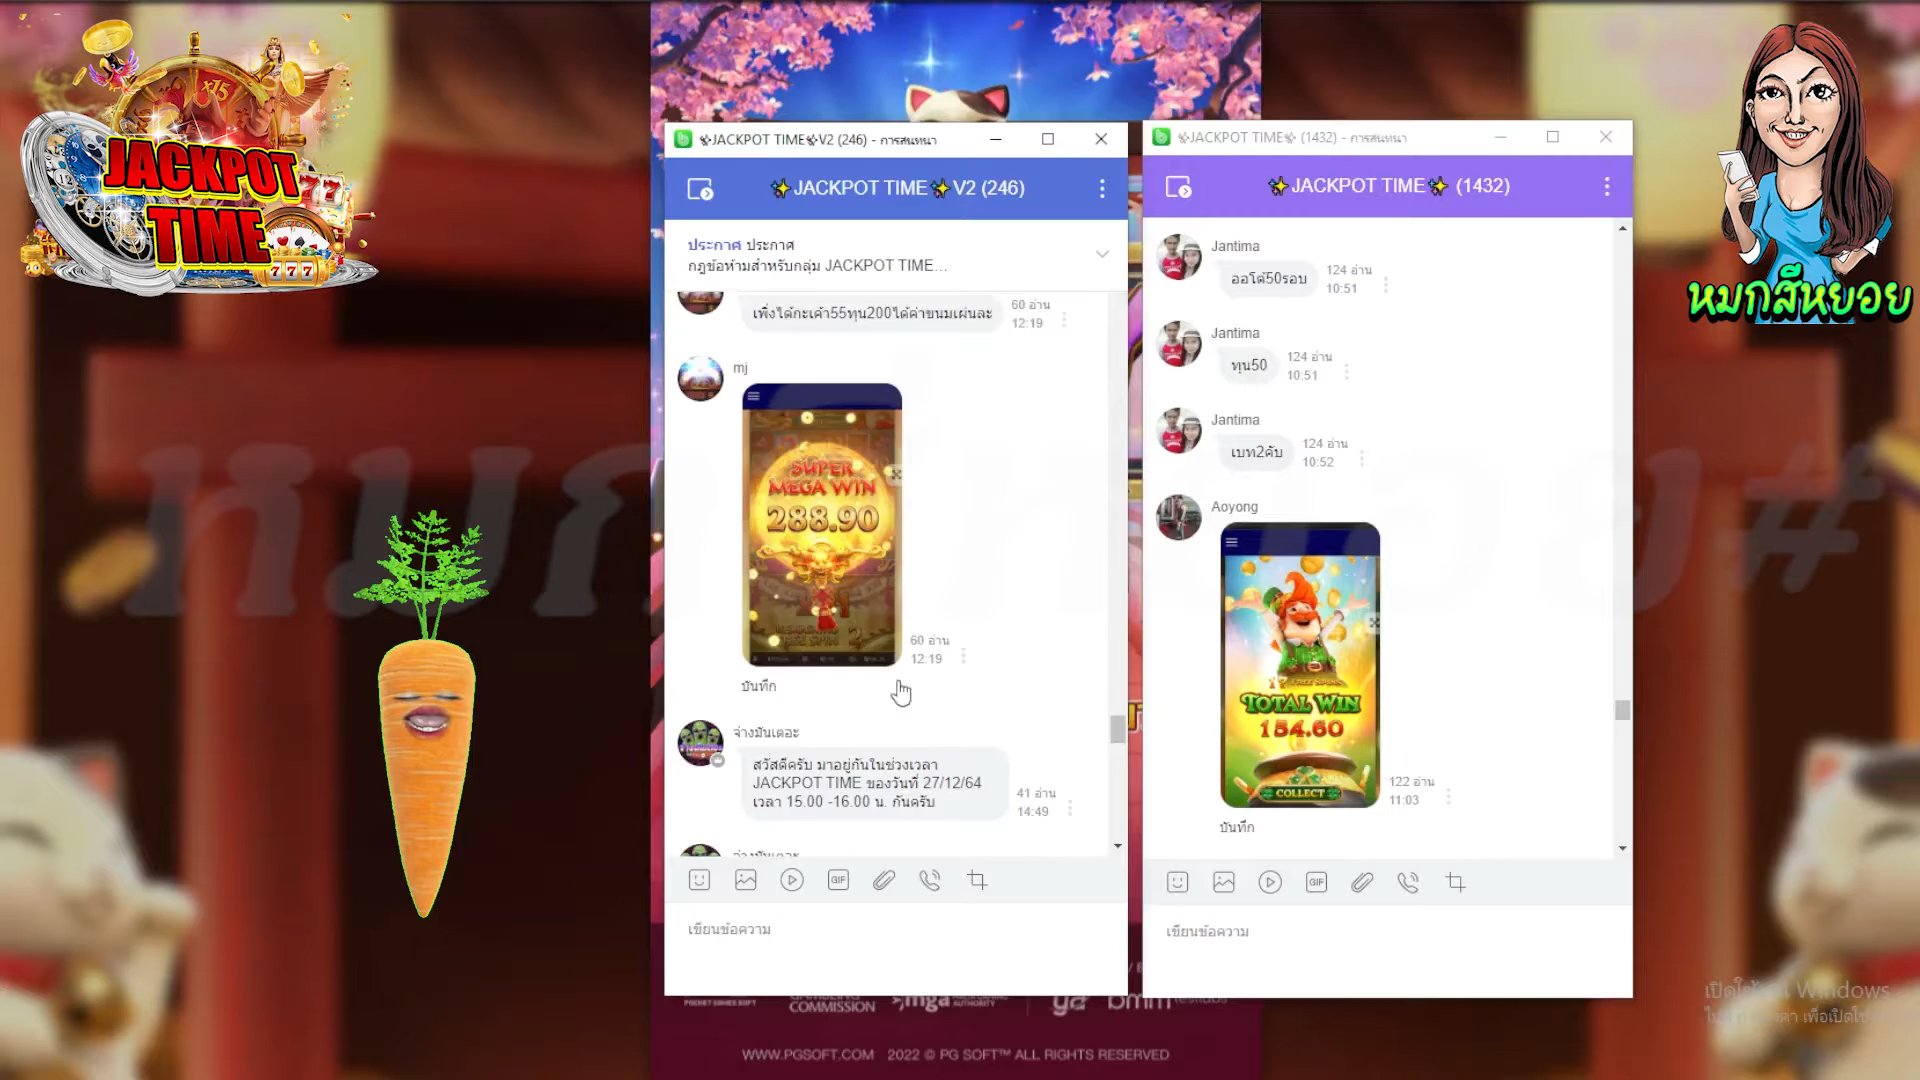 JACKPOT
TIME
x15
777
หมกสีหยอย
✨JACKPOT TIME✨V2 (246) - การสนทนา
✨JACKPOT TIME✨V2 (246)
ประกาศ ประกาศ
กฎข้อห้ามสำหรับกลุ่ม JACKPOT TIME...
เพิ่งได้กะเค้า55ทุน200ได้ค่าขนมเผ่นละ
60 อ่าน
12:19
mj
SUPER
MEGA WIN
288.90
2
60 อ่าน
12:19
บันทึก
จ่างมันเดอะ
สวัสดีครับ มาอยู่กันในช่วงเวลา
JACKPOT TIME ของวันที่ 27/12/64
เวลา 15.00 -16.00 น. กันครับ
41 อ่าน
14:49
GIF
เขียนข้อความ
✨JACKPOT TIME✨ (1432) - การสนทนา
✨JACKPOT TIME✨ (1432)
Jantima
ออโต้50รอบ
124 อ่าน
10:51
Jantima
ทุน50
124 อ่าน
10:51
Jantima
เบท2คับ
124 อ่าน
10:52
Aoyong
TOTAL WIN
154.60
COLLECT
122 อ่าน
11:03
บันทึก
GIF
เขียนข้อความ
COMMISSION
mga
WWW.PGSOFT.COM 2022 © PG SOFT™ ALL RIGHTS RESERVED
Windows